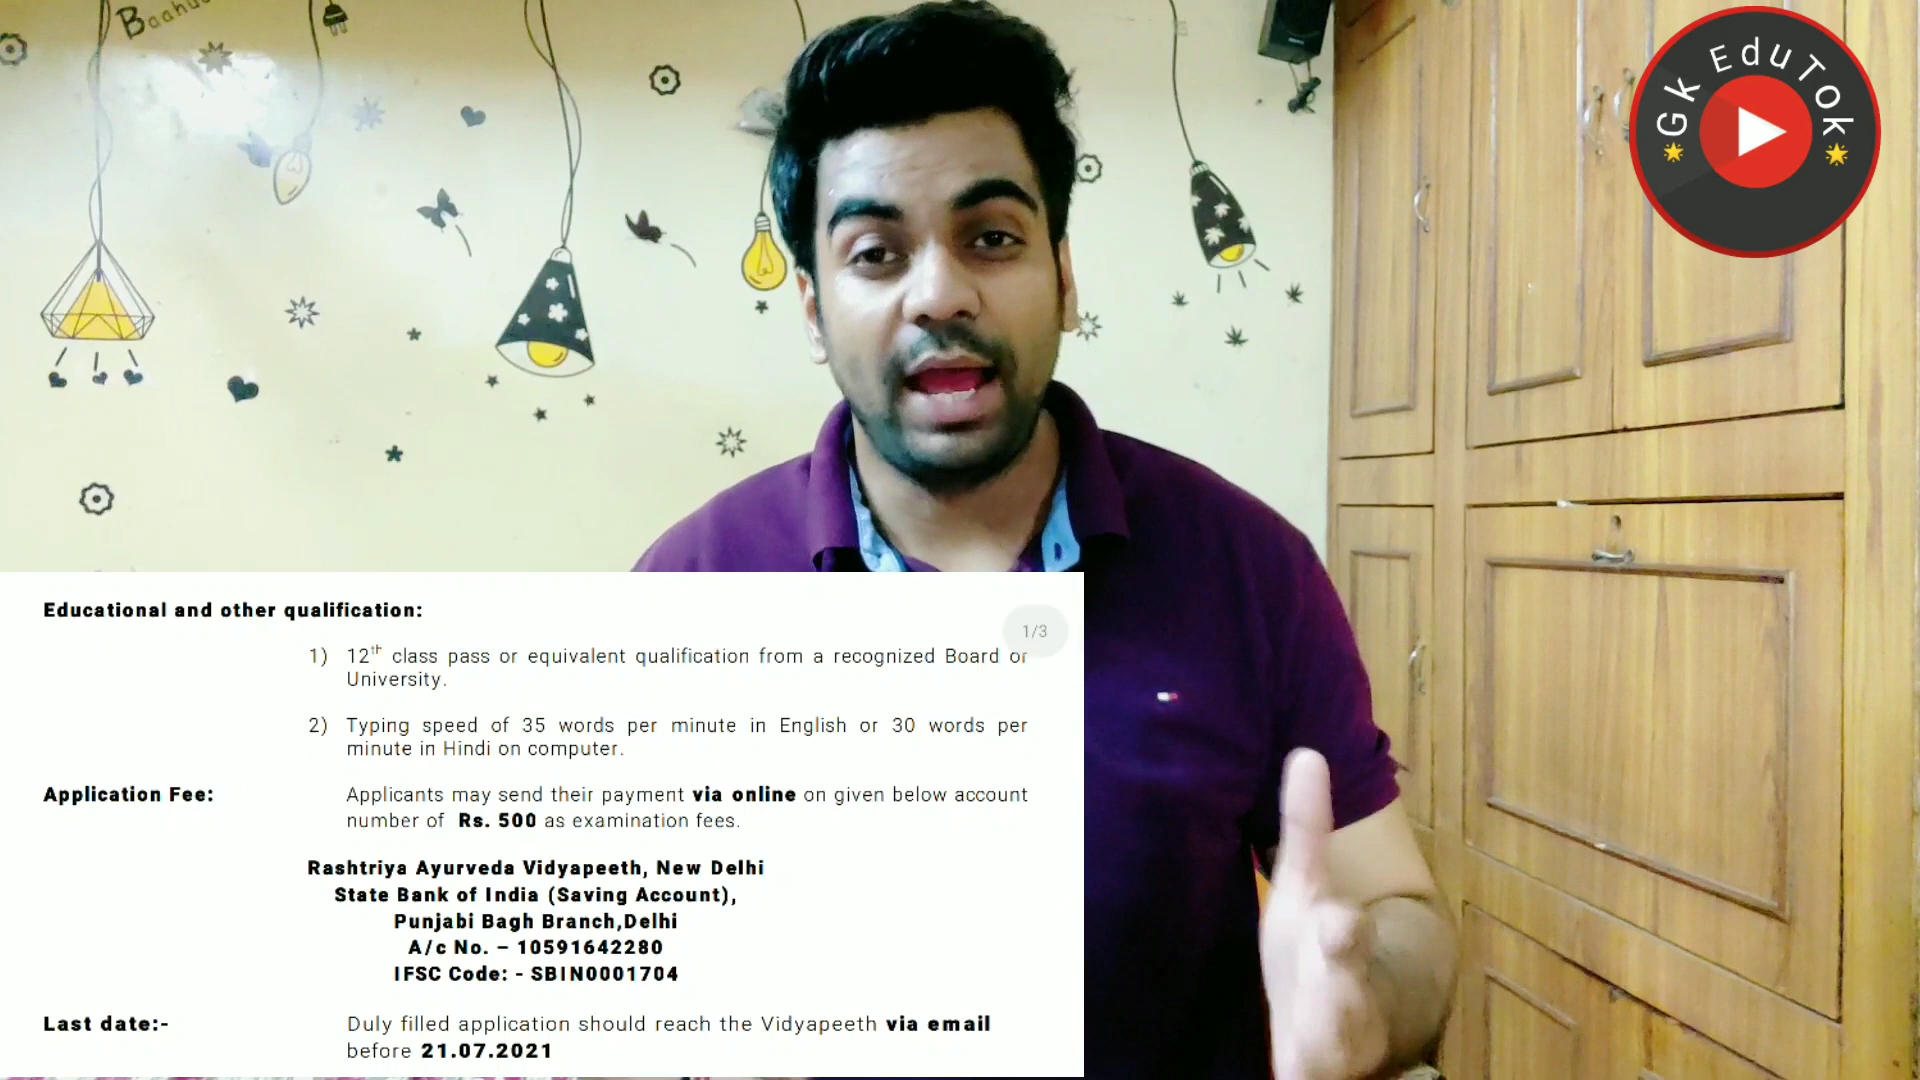 Gk EduTok
Educational and other qualification:
1/3
1) 12th class pass or equivalent qualification from a recognized Board or
University.
2) Typing speed of 35 words per minute in English or 30 words per
minute in Hindi on computer.
Application Fee: Applicants may send their payment via online on given below account
number of Rs. 500 as examination fees.
Rashtriya Ayurveda Vidyapeeth, New Delhi
State Bank of India (Saving Account),
Punjabi Bagh Branch,Delhi
A/c No. – 10591642280
IFSC Code: - SBIN0001704
Last date:- Duly filled application should reach the Vidyapeeth via email
before 21.07.2021